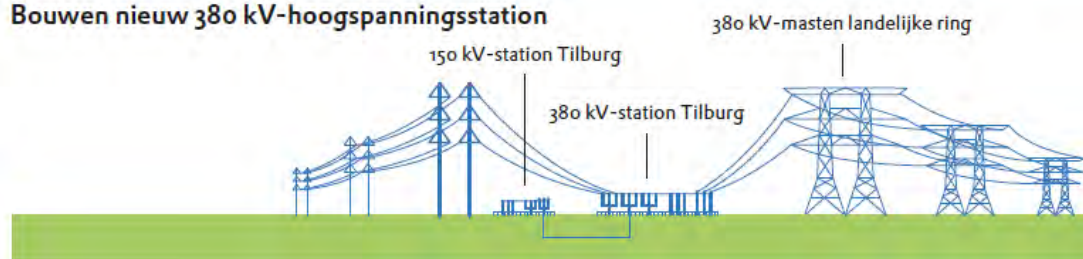 Bouwen nieuw 380 kV-hoogspanningsstation
380 kV-masten landelijke ring
150 kV-station Tilburg
380 kV-station Tilburg